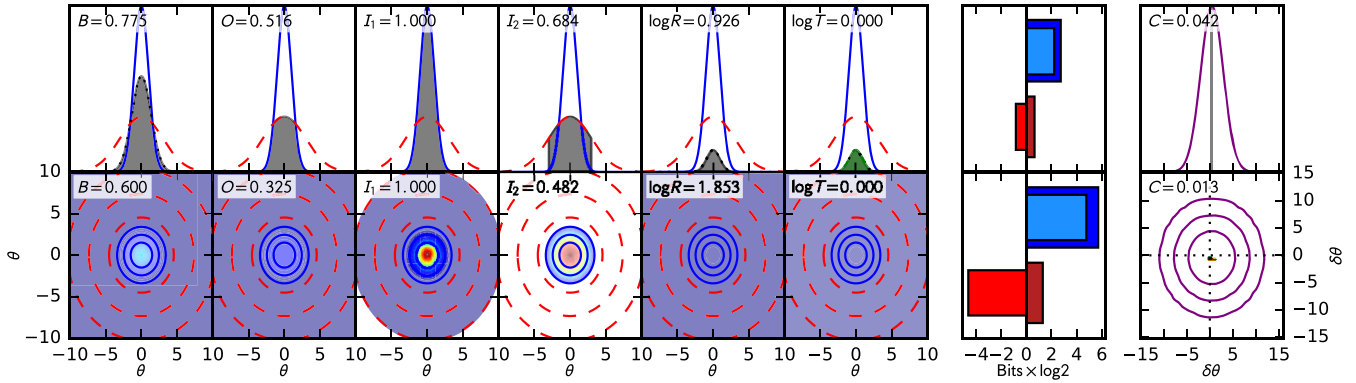 B = 0.775 O = 0.516 I₁ = 1.000 I₂ = 0.684 logR = 0.926 logT = 0.000 C = 0.042
10 15
B = 0.600 O = 0.325 I₁ = 1.000 I₂ = 0.482 logR = 1.853 logT = 0.000 C = 0.013
5 10
5
θ 0 0 δθ
−5 −5
−10
−10 −15
−10 −5 0 5 10 −5 0 5 10 −5 0 5 10 −5 0 5 10 −5 0 5 10 −5 0 5 10 −4 −2 0 2 4 6 −15 −5 5 15
θ θ θ θ θ θ Bits × log2 δθ